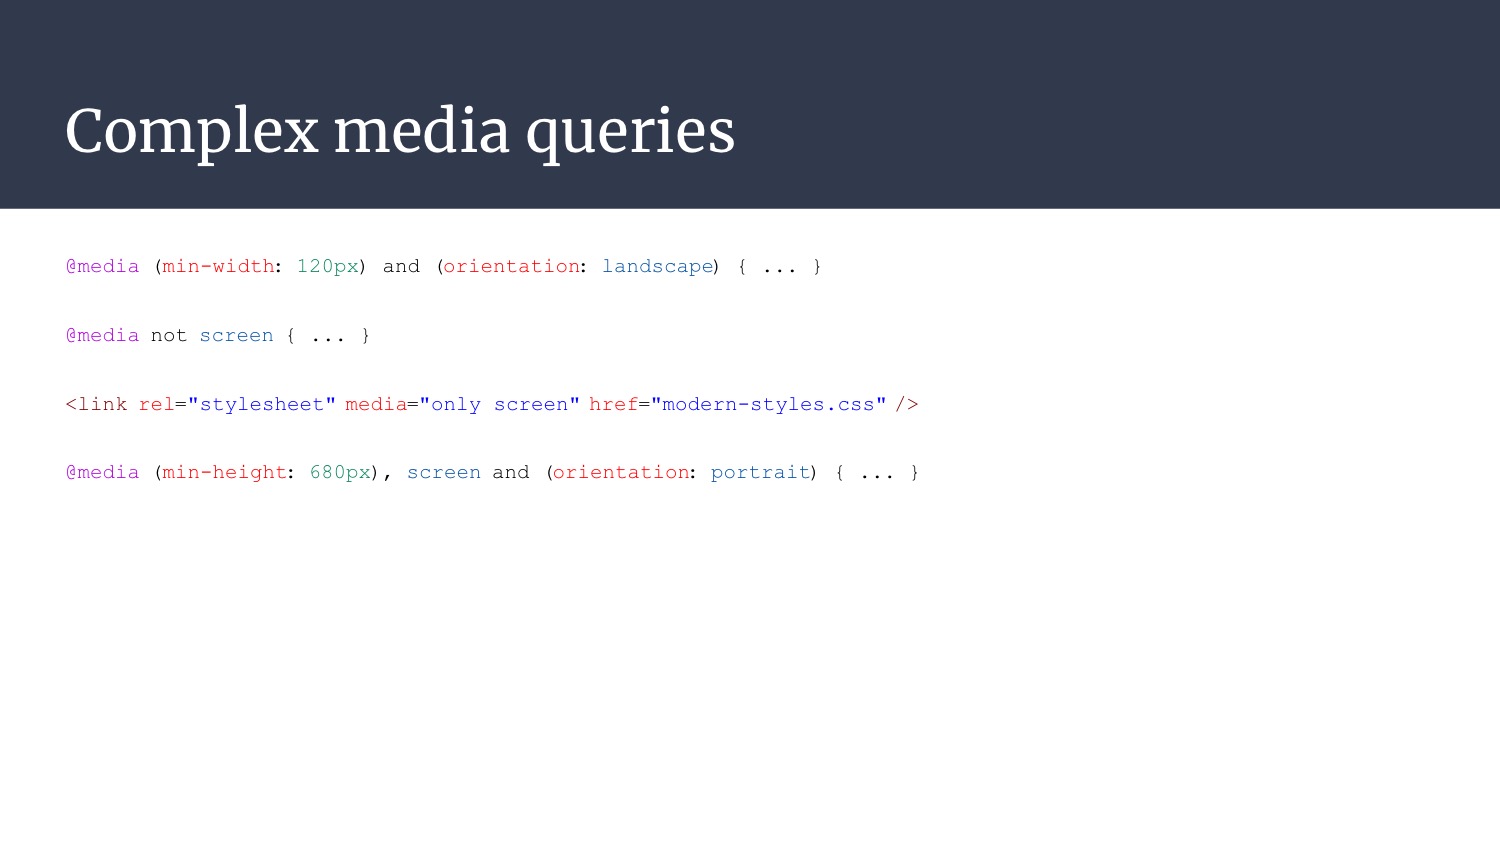 Complex media queries
@media (min-width: 120px) and (orientation: landscape) { ... }
@media not screen { ... }
<link rel="stylesheet" media="only screen" href="modern-styles.css" />
@media (min-height: 680px), screen and (orientation: portrait) { ... }